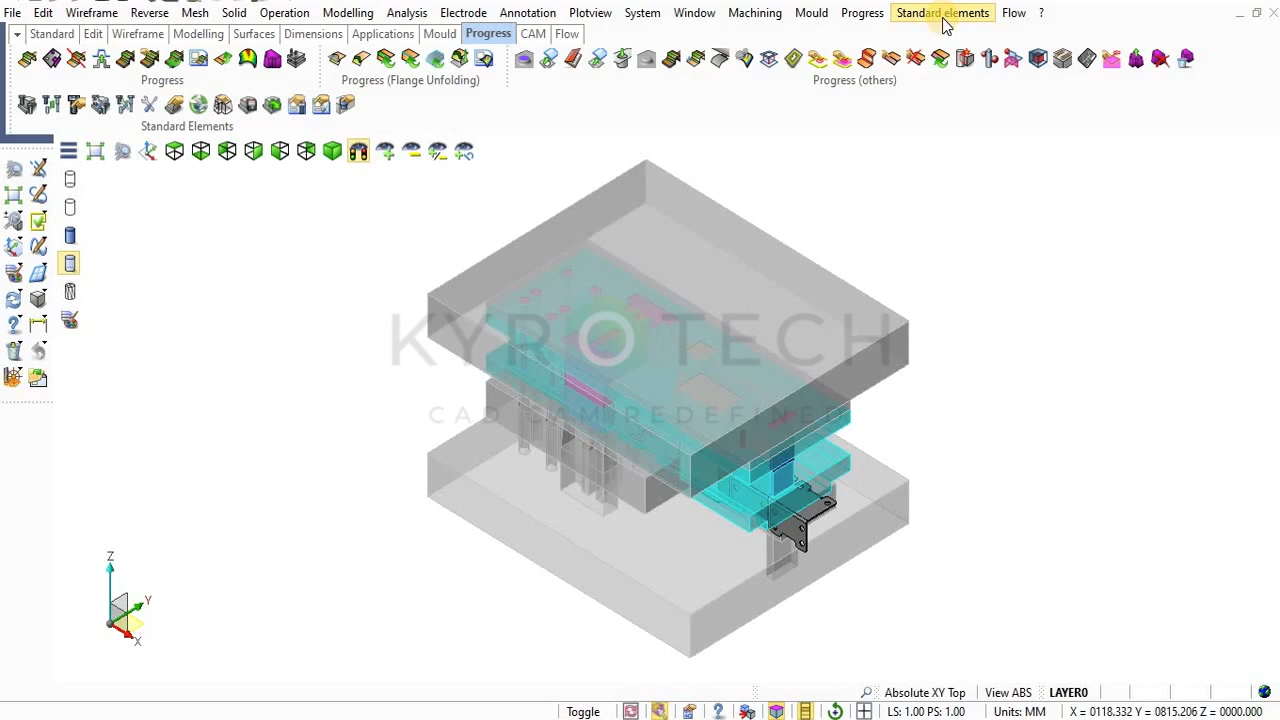 File Edit Wireframe Reverse Mesh Solid Operation Modelling Analysis Electrode Annotation Plotview System Window Machining Mould Progress Standard elements Flow ?
Standard Edit Wireframe Modelling Surfaces Dimensions Applications Mould Progress CAM Flow
Progress Progress (Flange Unfolding) Progress (others)
Standard Elements
KYROTECH
CAD CAM REDEFINED
Z
Y
X
Absolute XY Top View ABS LAYER0
Toggle LS: 1.00 PS: 1.00 Units: MM X = 0118.332 Y = 0815.206 Z = 0000.000